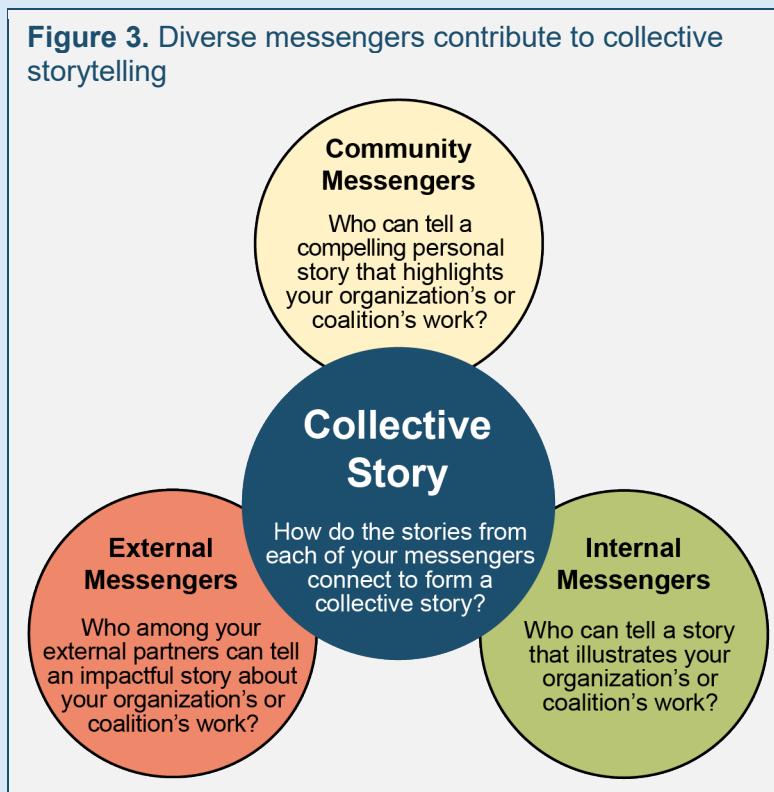 Figure 3. Diverse messengers contribute to collective
storytelling
Community
Messengers
Who can tell a
compelling personal
story that highlights
your organization’s or
coalition’s work?
Collective
Story
How do the stories from
each of your messengers
connect to form a
collective story?
External
Messengers
Who among your
external partners can tell
an impactful story about
your organization’s or
coalition’s work?
Internal
Messengers
Who can tell a story
that illustrates your
organization’s or
coalition’s work?